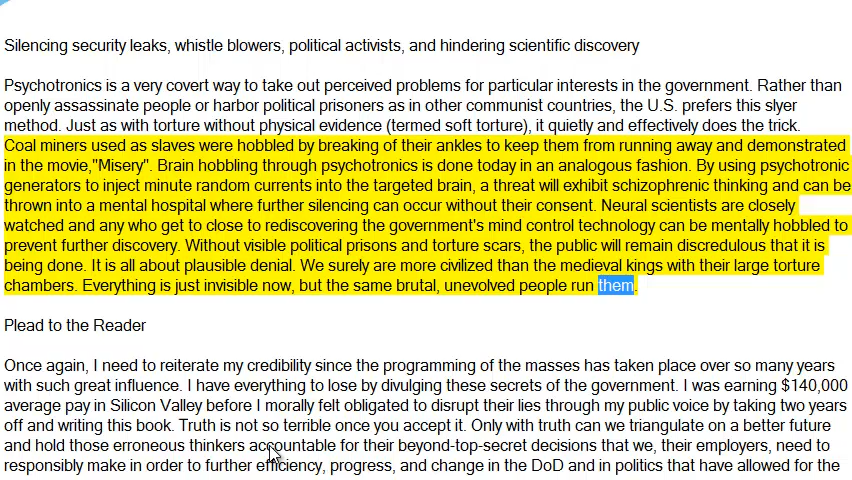 Silencing security leaks, whistle blowers, political activists, and hindering scientific discovery
Psychotronics is a very covert way to take out perceived problems for particular interests in the government. Rather than
openly assassinate people or harbor political prisoners as in other communist countries, the U.S. prefers this slyer
method. Just as with torture without physical evidence (termed soft torture), it quietly and effectively does the trick.
Coal miners used as slaves were hobbled by breaking of their ankles to keep them from running away and demonstrated
in the movie,"Misery". Brain hobbling through psychotronics is done today in an analogous fashion. By using psychotronic
generators to inject minute random currents into the targeted brain, a threat will exhibit schizophrenic thinking and can be
thrown into a mental hospital where further silencing can occur without their consent. Neural scientists are closely
watched and any who get to close to rediscovering the government's mind control technology can be mentally hobbled to
prevent further discovery. Without visible political prisons and torture scars, the public will remain discredulous that it is
being done. It is all about plausible denial. We surely are more civilized than the medieval kings with their large torture
chambers. Everything is just invisible now, but the same brutal, unevolved people run them.
Plead to the Reader
Once again, I need to reiterate my credibility since the programming of the masses has taken place over so many years
with such great influence. I have everything to lose by divulging these secrets of the government. I was earning $140,000
average pay in Silicon Valley before I morally felt obligated to disrupt their lies through my public voice by taking two years
off and writing this book. Truth is not so terrible once you accept it. Only with truth can we triangulate on a better future
and hold those erroneous thinkers accountable for their beyond-top-secret decisions that we, their employers, need to
responsibly make in order to further efficiency, progress, and change in the DoD and in politics that have allowed for the